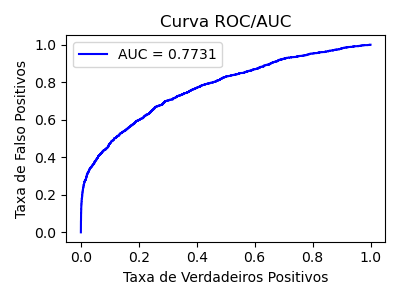 Curva ROC/AUC
AUC = 0.7731
Taxa de Falso Positivos
1.0
0.8
0.6
0.4
0.2
0.0
0.0 0.2 0.4 0.6 0.8 1.0
Taxa de Verdadeiros Positivos